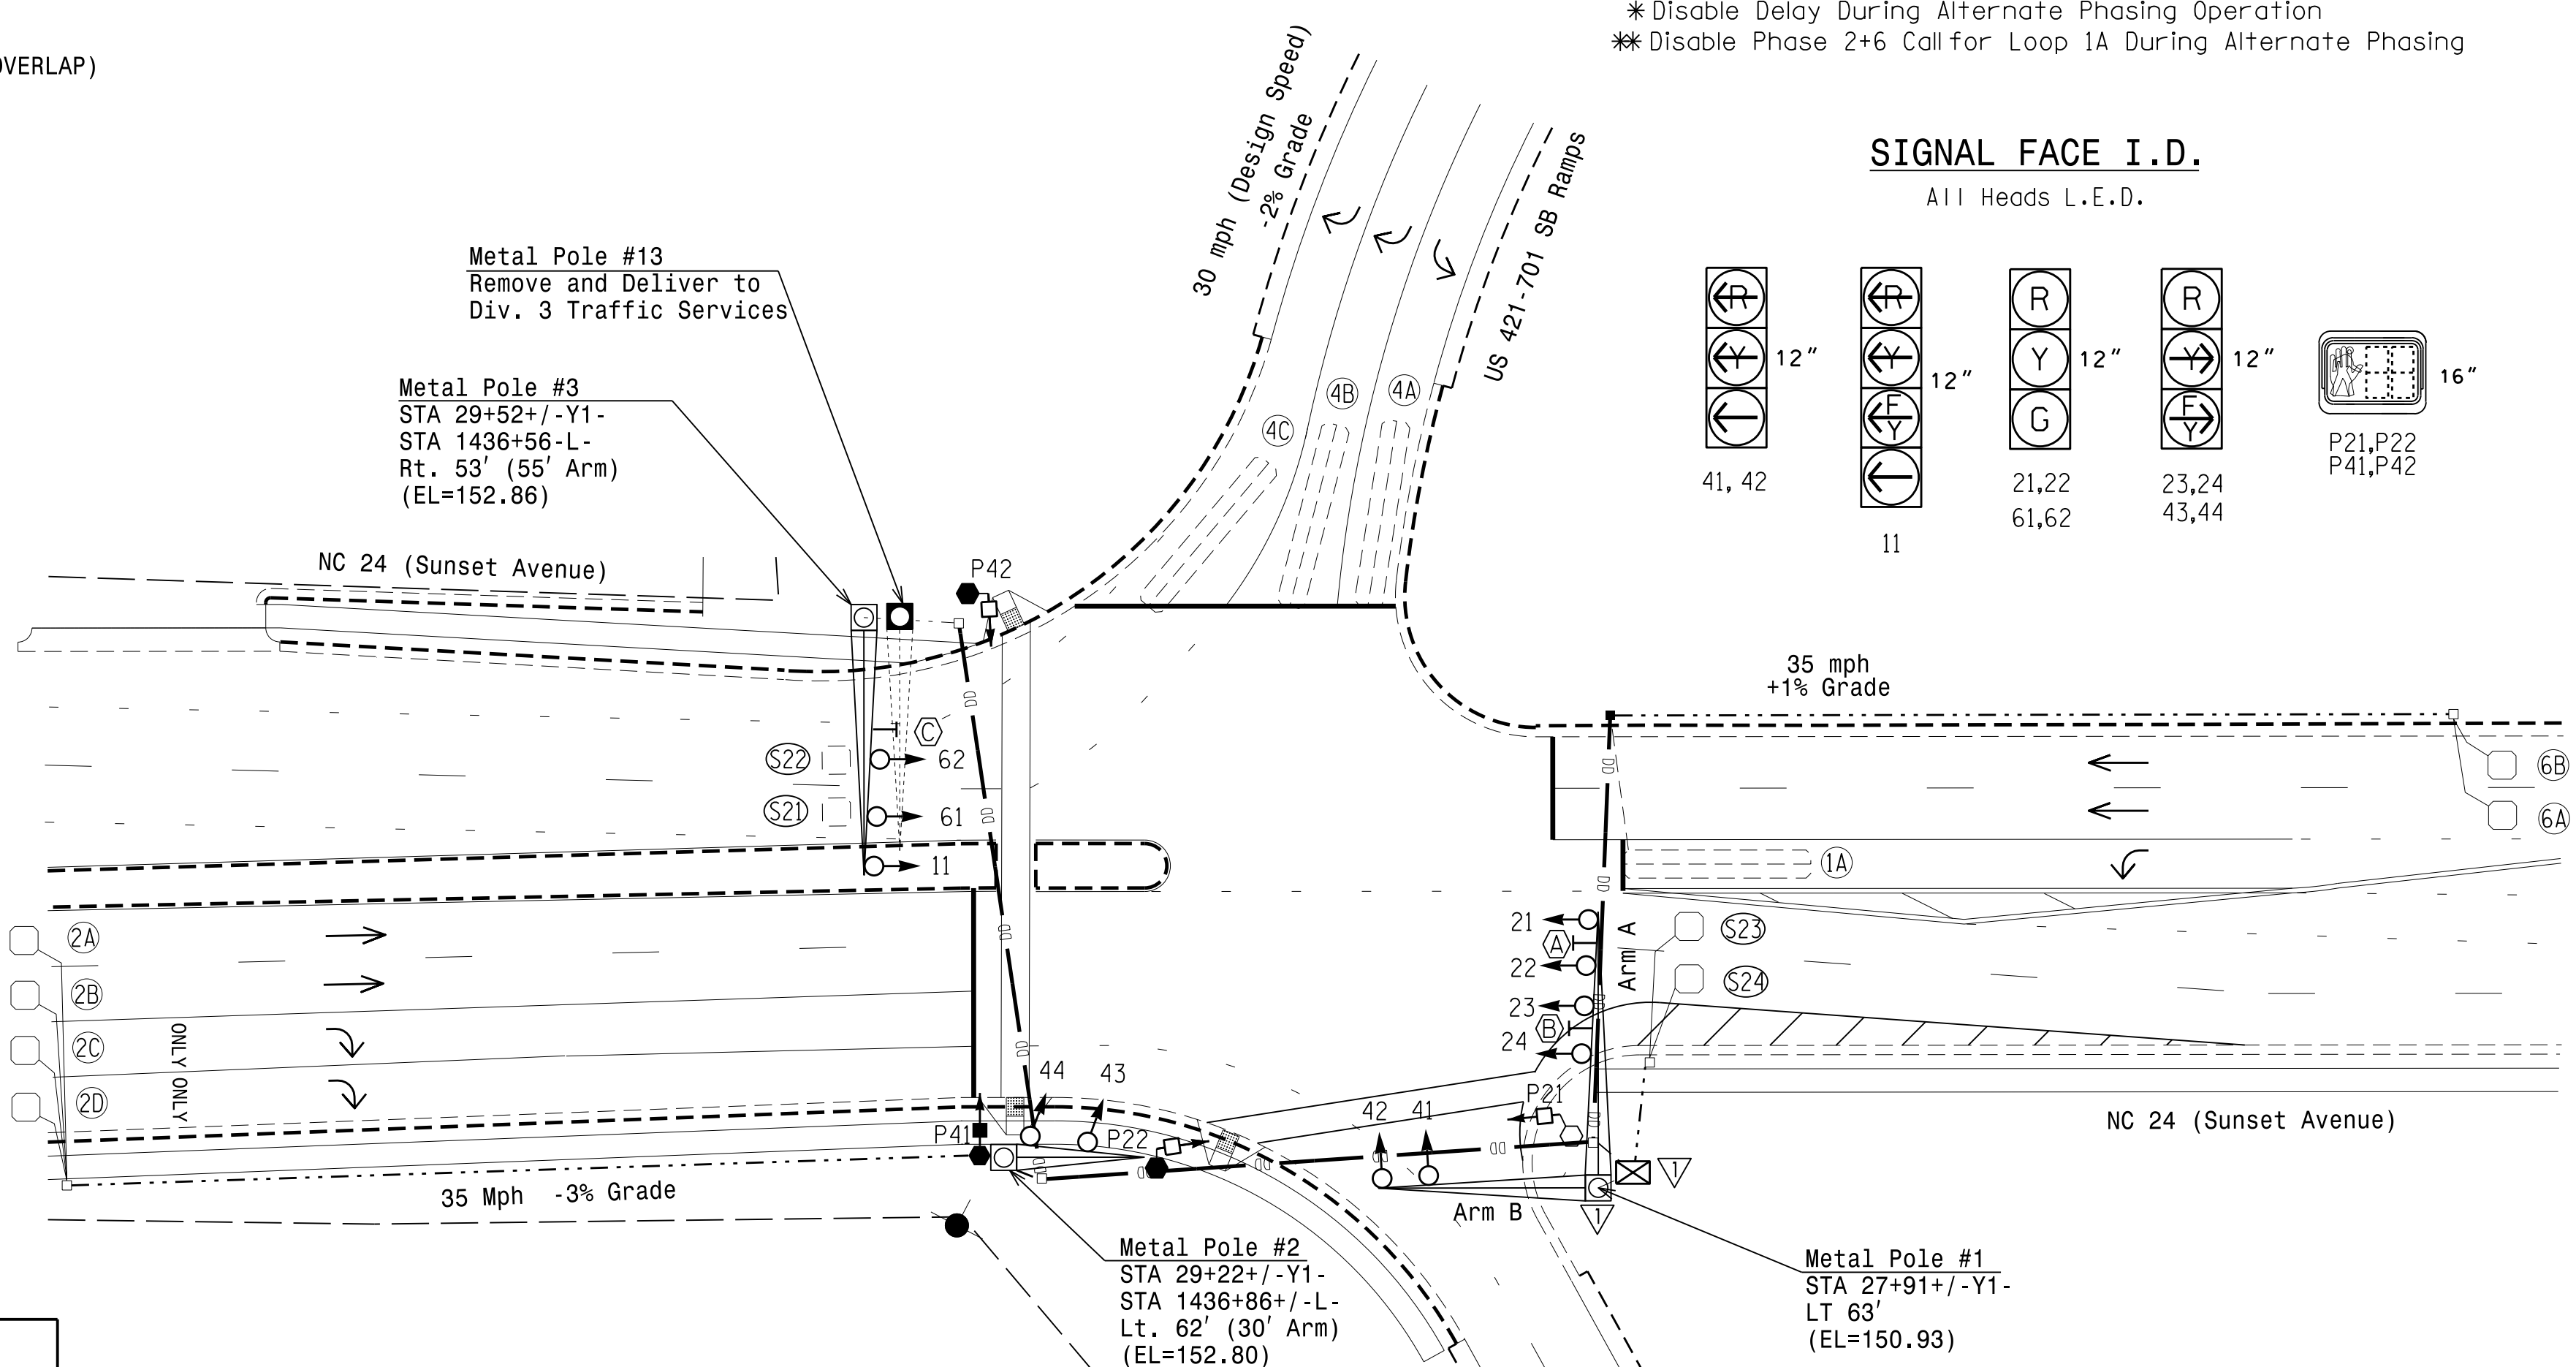 OVERLAP)
* Disable Delay During Alternate Phasing Operation
** Disable Phase 2+6 Call for Loop 1A During Alternate Phasing
SIGNAL FACE I.D.
All Heads L.E.D.
R
Y
12"
41, 42
R
Y
F
Y
12"
11
R
Y
G
12"
21,22
61,62
R
Y
F
Y
12"
23,24
43,44
16"
P21,P22
P41,P42
30 mph (Design Speed)
-2% Grade
US 421-701 SB Ramps
Metal Pole #13
Remove and Deliver to
Div. 3 Traffic Services
Metal Pole #3
STA 29+52+/-Y1-
STA 1436+56-L-
Rt. 53' (55' Arm)
(EL=152.86)
4A
4B
4C
NC 24 (Sunset Avenue)
P42
35 mph
+1% Grade
C
S22
62
S21
61
11
6B
6A
1A
2A
2B
2C
2D
ONLY ONLY
21
A
22
23
B
24
Arm A
S23
S24
44
43
P41
P22
42
41
P21
NC 24 (Sunset Avenue)
35 Mph -3% Grade
Arm B
1
1
Metal Pole #2
STA 29+22+/-Y1-
STA 1436+86+/-L-
Lt. 62' (30' Arm)
(EL=152.80)
Metal Pole #1
STA 27+91+/-Y1-
LT 63'
(EL=150.93)